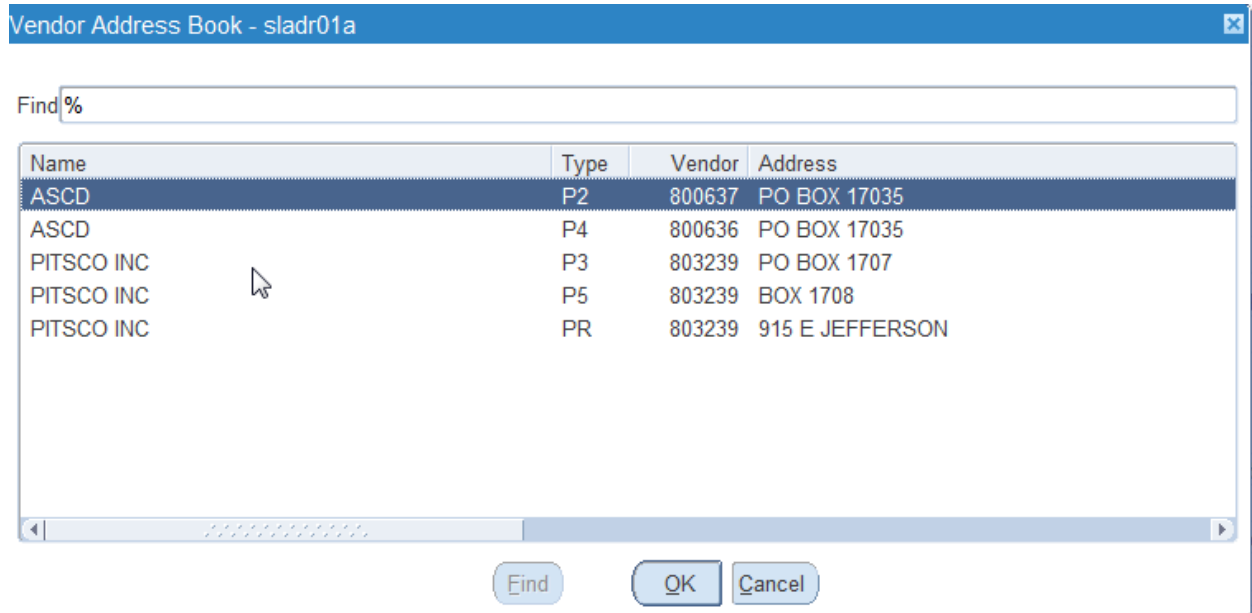 Vendor Address Book - sladr01a
Find %
Name Type Vendor Address
ASCD P2 800637 PO BOX 17035
ASCD P4 800636 PO BOX 17035
PITSCO INC P3 803239 PO BOX 1707
PITSCO INC P5 803239 BOX 1708
PITSCO INC PR 803239 915 E JEFFERSON
Find OK Cancel